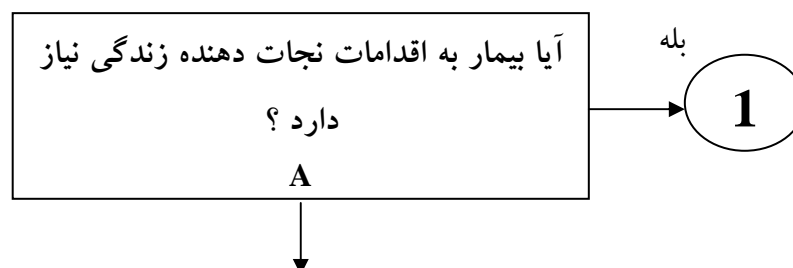 آیا بیمار به اقدامات نجات دهنده زندگی نیاز
دارد ؟
A
بله
1